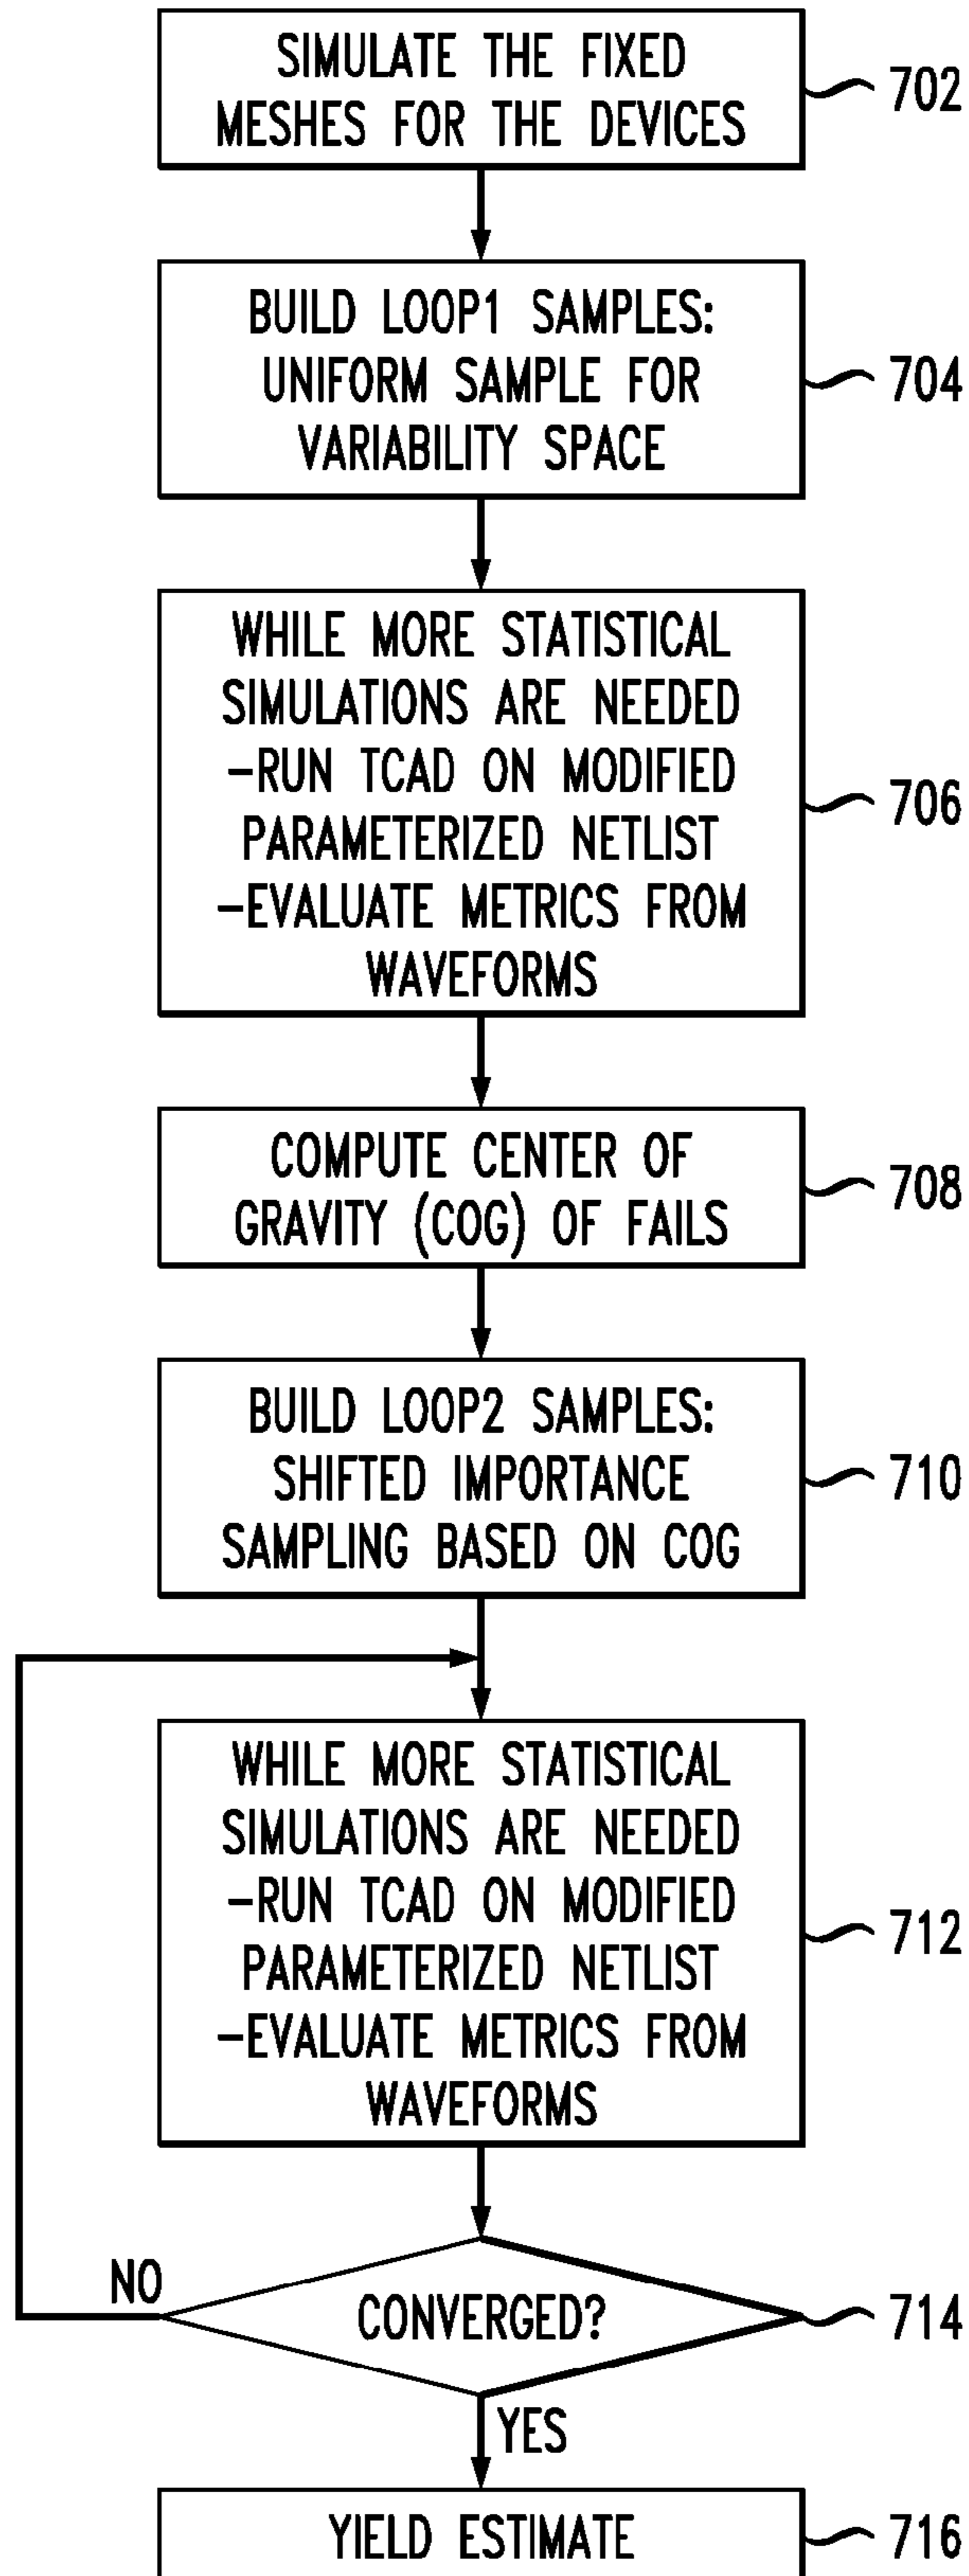 SIMULATE THE FIXED
MESHES FOR THE DEVICES
702
BUILD LOOP1 SAMPLES:
UNIFORM SAMPLE FOR
VARIABILITY SPACE
704
WHILE MORE STATISTICAL
SIMULATIONS ARE NEEDED
-RUN TCAD ON MODIFIED
PARAMETERIZED NETLIST
-EVALUATE METRICS FROM
WAVEFORMS
706
COMPUTE CENTER OF
GRAVITY (COG) OF FAILS
708
BUILD LOOP2 SAMPLES:
SHIFTED IMPORTANCE
SAMPLING BASED ON COG
710
WHILE MORE STATISTICAL
SIMULATIONS ARE NEEDED
-RUN TCAD ON MODIFIED
PARAMETERIZED NETLIST
-EVALUATE METRICS FROM
WAVEFORMS
712
NO
CONVERGED?
714
YES
YIELD ESTIMATE
716